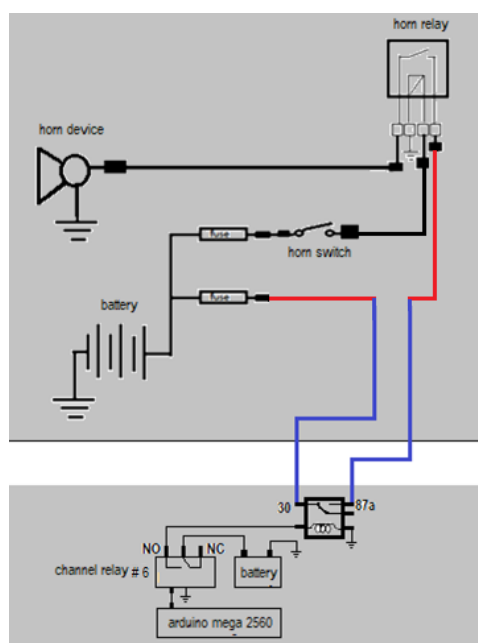 horn relay
horn device
fuse
horn switch
battery
fuse
30
87a
NO
NC
channel relay # 6
battery
arduino mega 2560